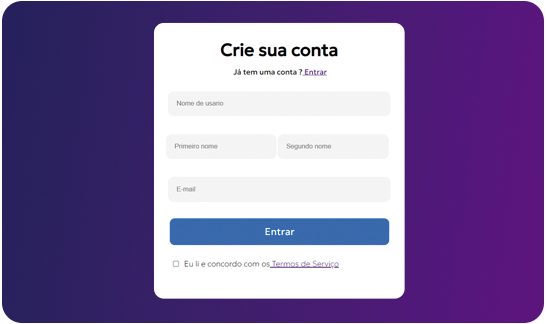 Crie sua conta
Já tem uma conta ? Entrar
Nome de usario
Primeiro nome Segundo nome
E-mail
Entrar
Eu li e concordo com os Termos de Serviço